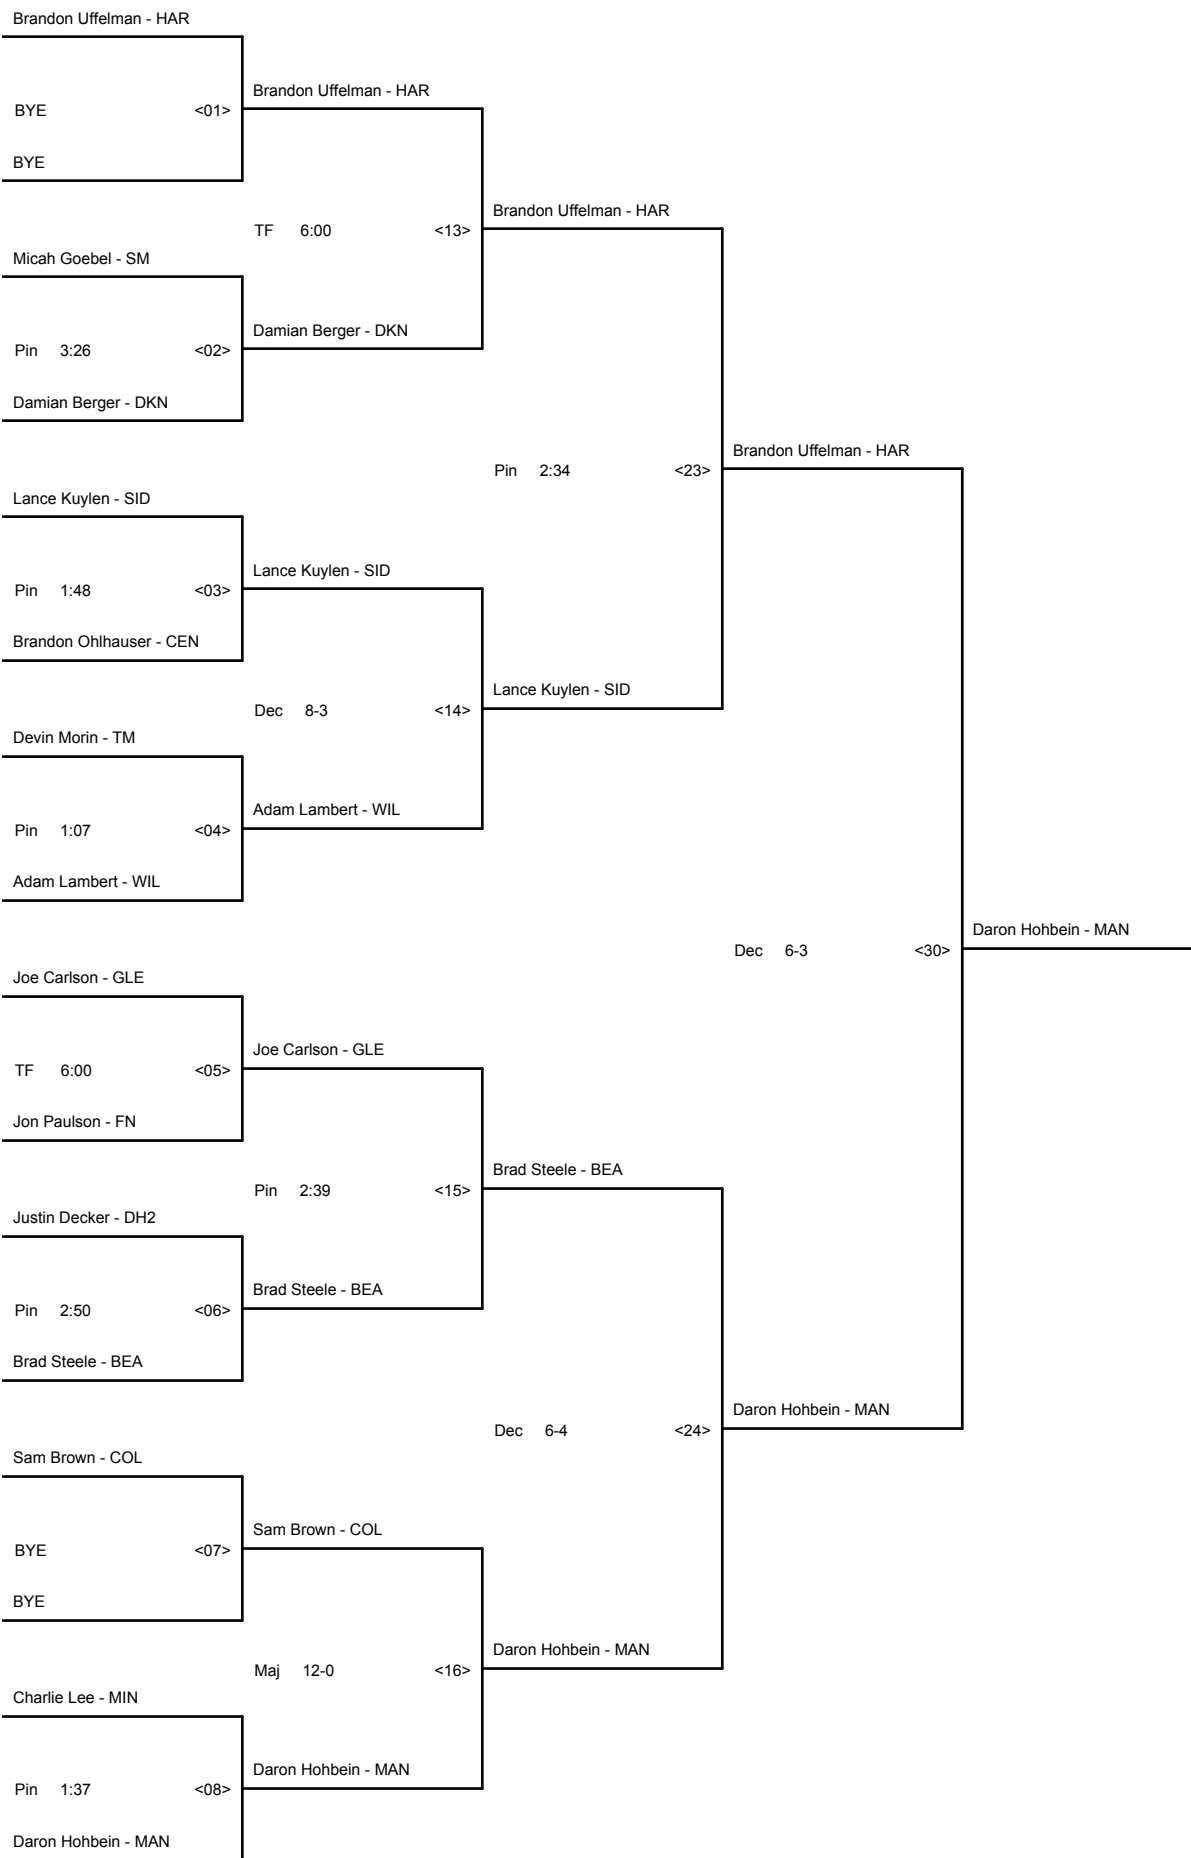 Brandon Uffelman - HAR
Brandon Uffelman - HAR
BYE <01>
BYE
Brandon Uffelman - HAR
TF 6:00 <13>
Micah Goebel - SM
Damian Berger - DKN
Pin 3:26 <02>
Damian Berger - DKN
Brandon Uffelman - HAR
Pin 2:34 <23>
Lance Kuylen - SID
Lance Kuylen - SID
Pin 1:48 <03>
Brandon Ohlhauser - CEN
Lance Kuylen - SID
Dec 8-3 <14>
Devin Morin - TM
Adam Lambert - WIL
Pin 1:07 <04>
Adam Lambert - WIL
Daron Hohbein - MAN
Dec 6-3 <30>
Joe Carlson - GLE
Joe Carlson - GLE
TF 6:00 <05>
Jon Paulson - FN
Brad Steele - BEA
Pin 2:39 <15>
Justin Decker - DH2
Brad Steele - BEA
Pin 2:50 <06>
Brad Steele - BEA
Daron Hohbein - MAN
Dec 6-4 <24>
Sam Brown - COL
Sam Brown - COL
BYE <07>
BYE
Daron Hohbein - MAN
Maj 12-0 <16>
Charlie Lee - MIN
Daron Hohbein - MAN
Pin 1:37 <08>
Daron Hohbein - MAN